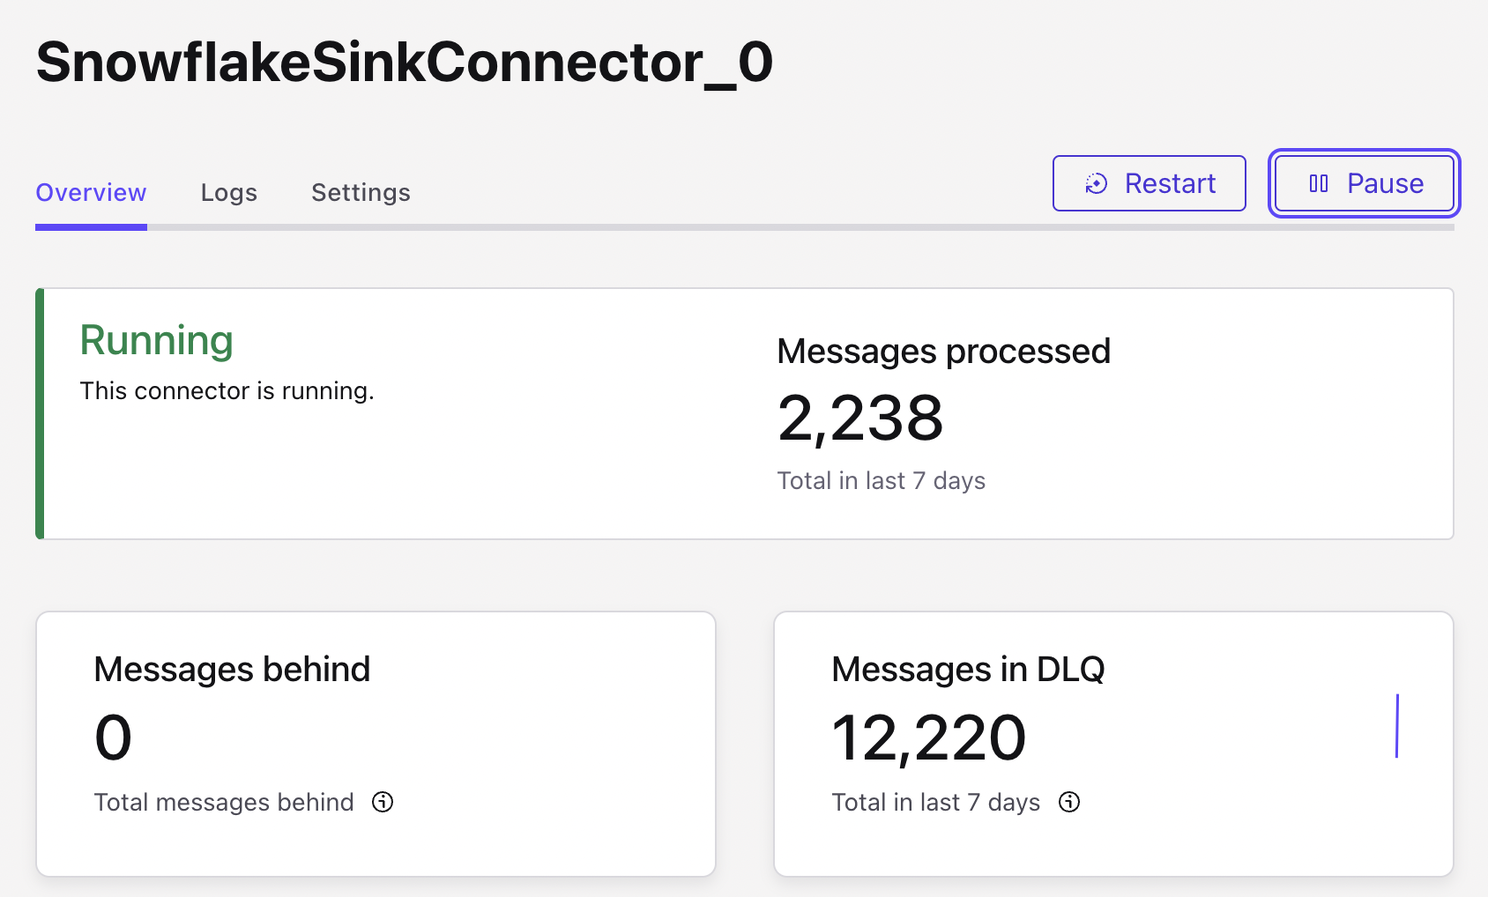 SnowflakeSinkConnector_0
Overview Logs Settings Restart Pause
Running
This connector is running.
Messages processed
2,238
Total in last 7 days
Messages behind
0
Total messages behind
Messages in DLQ
12,220
Total in last 7 days